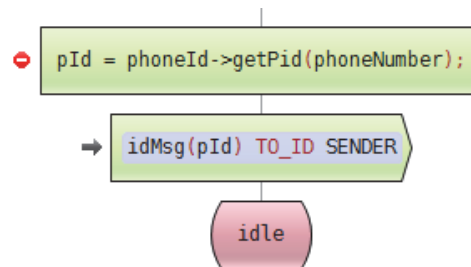 pId = phoneId->getPid(phoneNumber);
idMsg(pId) TO_ID SENDER
idle